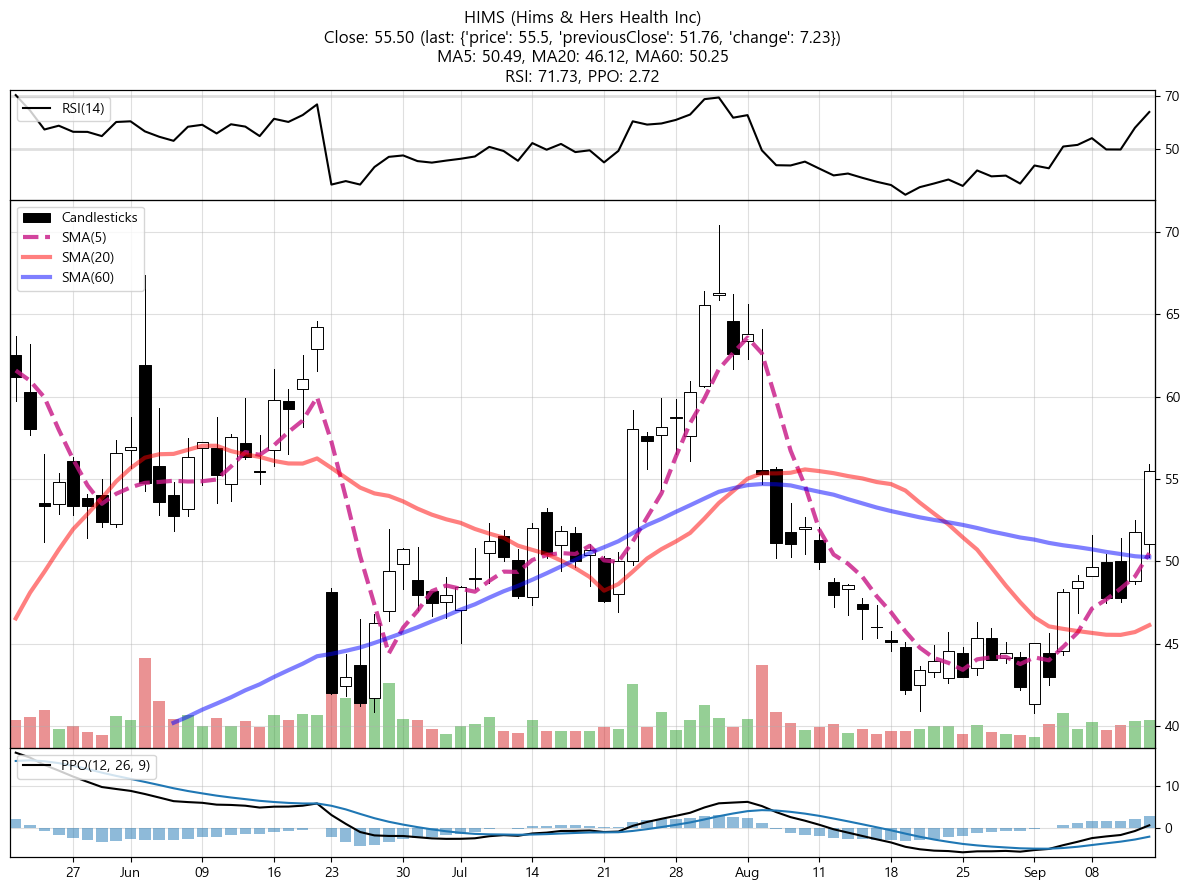 HIMS (Hims & Hers Health Inc)
Close: 55.50 (last: {'price': 55.5, 'previousClose': 51.76, 'change': 7.23})
MA5: 50.49, MA20: 46.12, MA60: 50.25
RSI: 71.73, PPO: 2.72
RSI(14)
70
50
Candlesticks
SMA(5)
SMA(20)
SMA(60)
70
65
60
55
50
45
40
PPO(12, 26, 9)
10
0
27 Jun 09 16 23 30 Jul 14 21 28 Aug 11 18 25 Sep 08